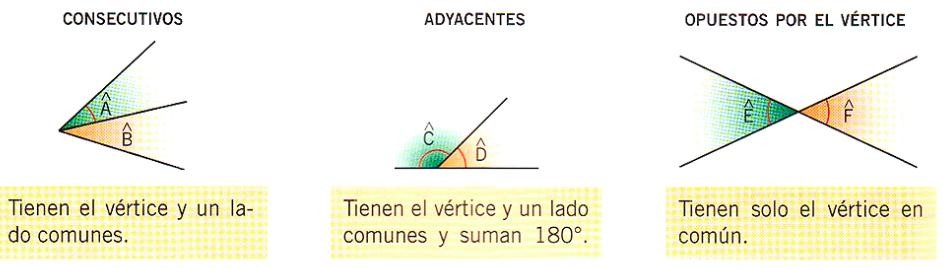 CONSECUTIVOS
Â
B̂
Tienen el vértice y un la-
do comunes.
ADYACENTES
Ĉ
D̂
Tienen el vértice y un lado
comunes y suman 180°.
OPUESTOS POR EL VÉRTICE
Ê
F̂
Tienen solo el vértice en
común.